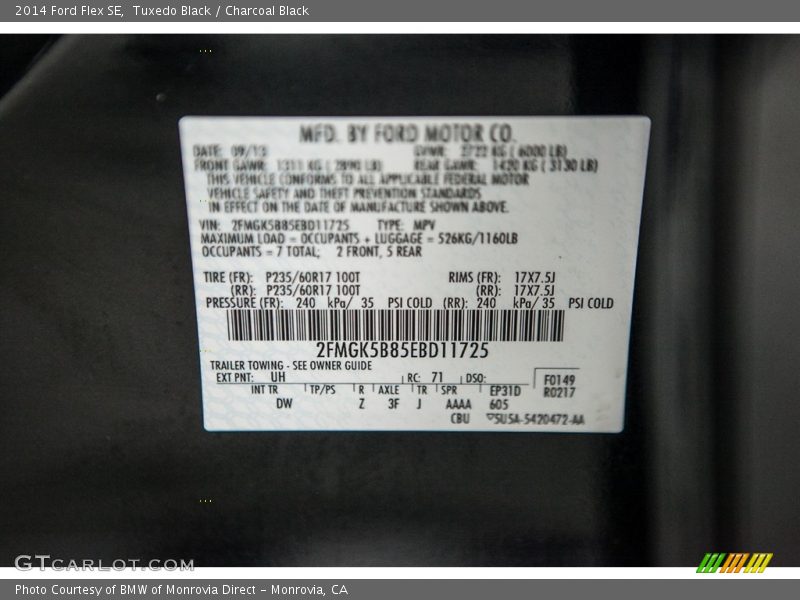 2014 Ford Flex SE, Tuxedo Black / Charcoal Black
MFD. BY FORD MOTOR CO.
DATE: 09/13 GVWR: 2722 KG ( 6000 LB)
FRONT GAWR: 1311 KG ( 2890 LB) REAR GAWR: 1420 KG ( 3130 LB)
THIS VEHICLE CONFORMS TO ALL APPLICABLE FEDERAL MOTOR
VEHICLE SAFETY AND THEFT PREVENTION STANDARDS
IN EFFECT ON THE DATE OF MANUFACTURE SHOWN ABOVE.
VIN: 2FMGK5B85EBD11725 TYPE: MPV
MAXIMUM LOAD = OCCUPANTS + LUGGAGE = 526KG/1160LB
OCCUPANTS = 7 TOTAL; 2 FRONT, 5 REAR
TIRE (FR): P235/60R17 100T RIMS (FR): 17X7.5J
(RR): P235/60R17 100T (RR): 17X7.5J
PRESSURE (FR): 240 kPa/ 35 PSI COLD (RR): 240 kPa/ 35 PSI COLD
2FMGK5B85EBD11725
TRAILER TOWING - SEE OWNER GUIDE
EXT PNT: UH RC: 71 DSO: F0149
INT TR TP/PS R AXLE TR SPR EP31D R0217
DW Z 3F J AAAA 605
CBU 5U5A-5420472-AA
GTCARLOT.COM
Photo Courtesy of BMW of Monrovia Direct - Monrovia, CA